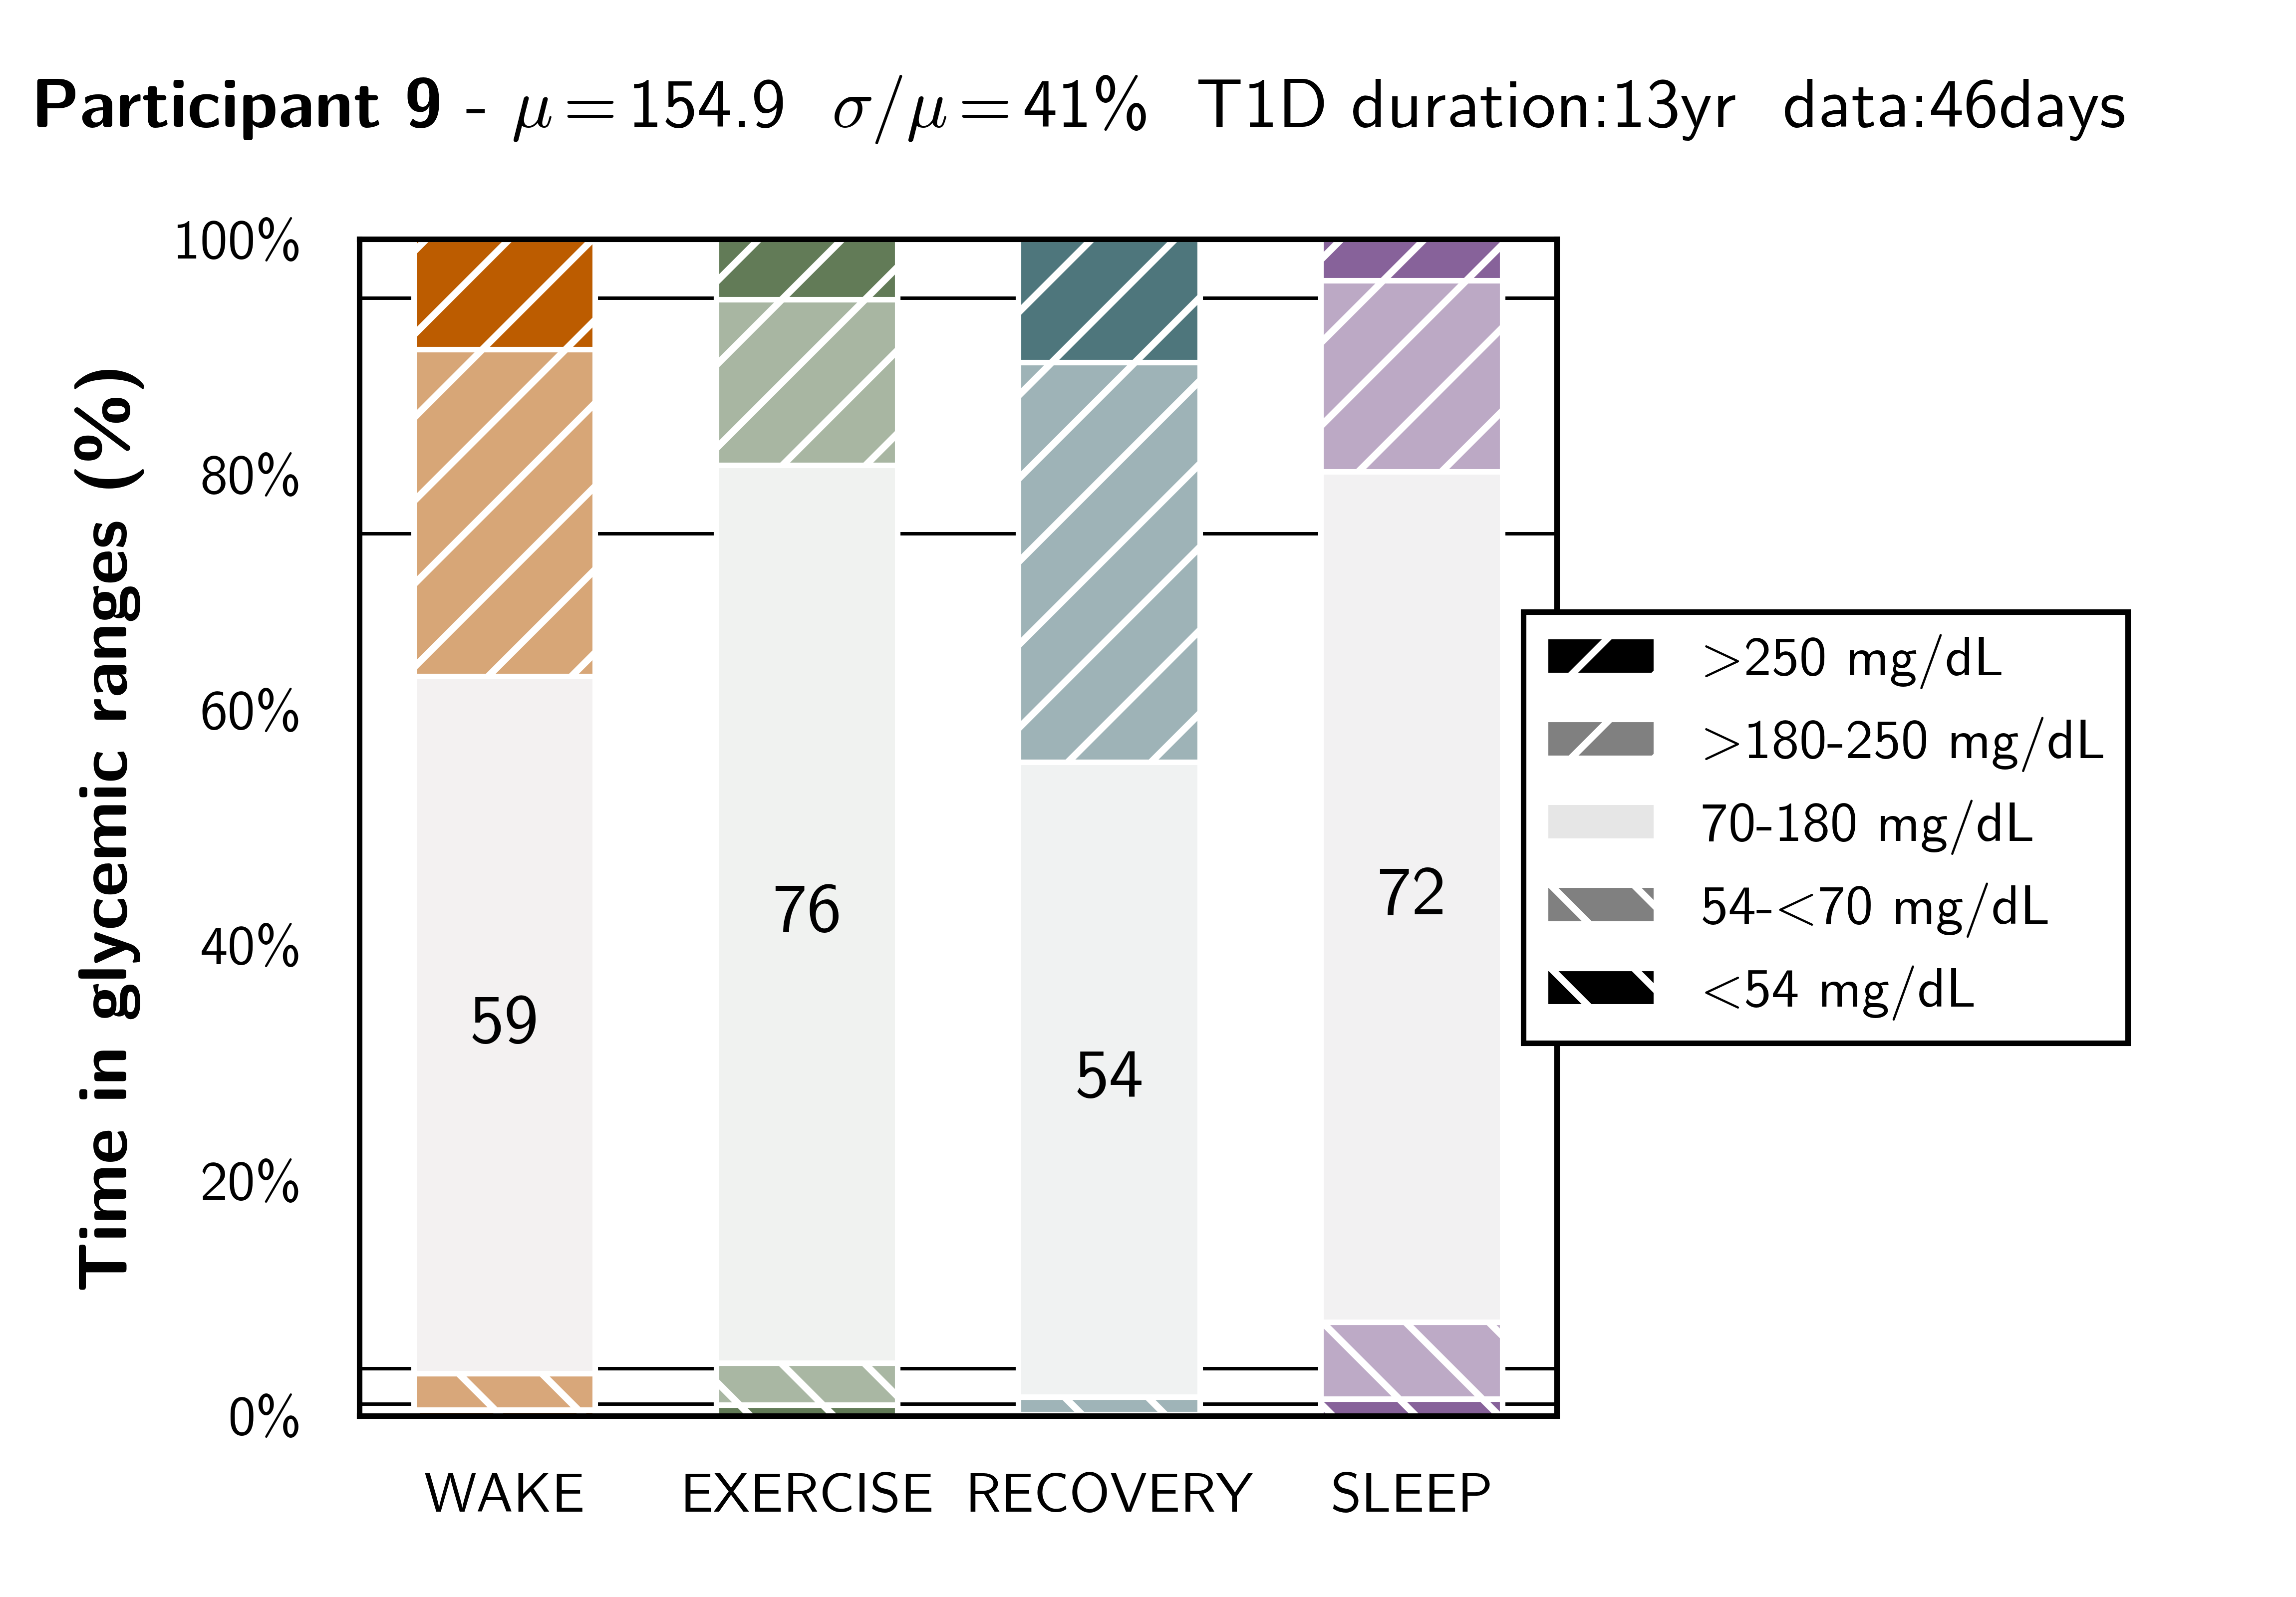 Participant 9 - μ=154.9 σ/μ=41% T1D duration:13yr data:46days
Time in glycemic ranges (%)
100%
80%
60%
40%
20%
0%
59
76
54
72
WAKE EXERCISE RECOVERY SLEEP
>250 mg/dL
>180-250 mg/dL
70-180 mg/dL
54-<70 mg/dL
<54 mg/dL